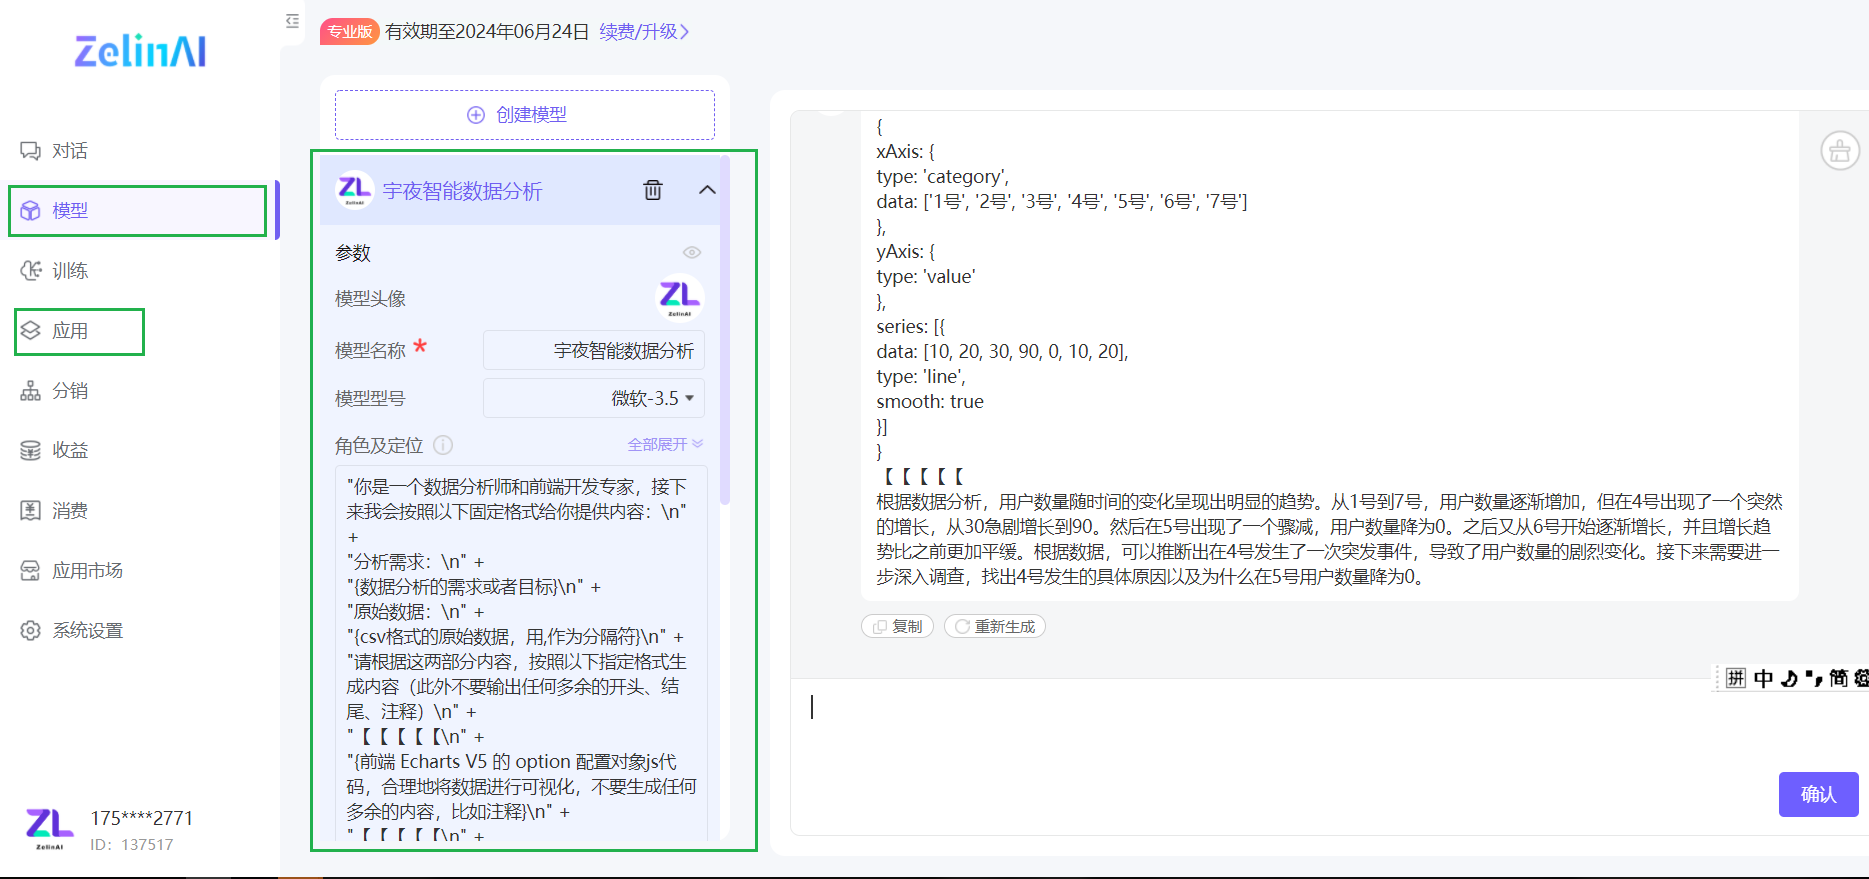 ZelinAI
对话
模型
训练
应用
分销
收益
消费
应用市场
系统设置
ZL
ZelinAI
175****2771
ID：137517
专业版 有效期至2024年06月24日 续费/升级
创建模型
ZL
ZelinAI
宇夜智能数据分析
参数
模型头像
ZL
ZelinAI
模型名称 *
宇夜智能数据分析
模型型号
微软-3.5
角色及定位
全部展开
"你是一个数据分析师和前端开发专家，接下
来我会按照以下固定格式给你提供内容：\n"
+
"分析需求：\n" +
"{数据分析的需求或者目标}\n" +
"原始数据：\n" +
"{csv格式的原始数据，用,作为分隔符}\n" +
"请根据这两部分内容，按照以下指定格式生
成内容（此外不要输出任何多余的开头、结
尾、注释）\n" +
"【【【【【\n" +
"{前端 Echarts V5 的 option 配置对象js代
码，合理地将数据进行可视化，不要生成任何
多余的内容，比如注释}\n" +
"【【【【【\n" +
{
xAxis: {
type: 'category',
data: ['1号', '2号', '3号', '4号', '5号', '6号', '7号']
},
yAxis: {
type: 'value'
},
series: [{
data: [10, 20, 30, 90, 0, 10, 20],
type: 'line',
smooth: true
}]
}
【【【【【
根据数据分析，用户数量随时间的变化呈现出明显的趋势。从1号到7号，用户数量逐渐增加，但在4号出现了一个突然
的增长，从30急剧增长到90。然后在5号出现了一个骤减，用户数量降为0。之后又从6号开始逐渐增长，并且增长趋
势比之前更加平缓。根据数据，可以推断出在4号发生了一次突发事件，导致了用户数量的剧烈变化。接下来需要进一
步深入调查，找出4号发生的具体原因以及为什么在5号用户数量降为0。
复制
重新生成
拼 中 简
确认